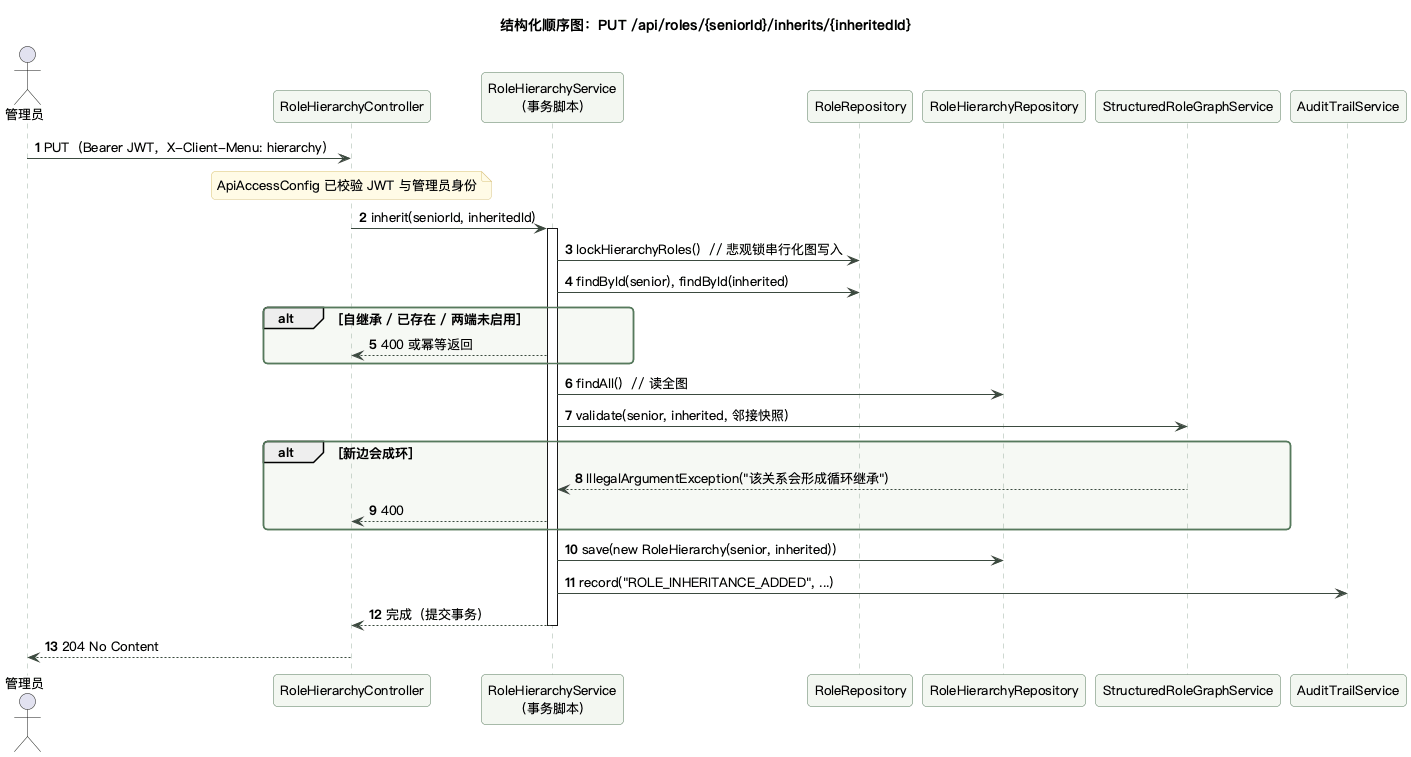 结构化顺序图：PUT /api/roles/{seniorId}/inherits/{inheritedId}
管理员
RoleHierarchyController
RoleHierarchyService
（事务脚本）
RoleRepository
RoleHierarchyRepository
StructuredRoleGraphService
AuditTrailService
1 PUT（Bearer JWT，X-Client-Menu: hierarchy）
ApiAccessConfig 已校验 JWT 与管理员身份
2 inherit(seniorId, inheritedId)
3 lockHierarchyRoles() // 悲观锁串行化图写入
4 findById(senior), findById(inherited)
alt [自继承 / 已存在 / 两端未启用]
5 400 或幂等返回
6 findAll() // 读全图
7 validate(senior, inherited, 邻接快照)
alt [新边会成环]
8 IllegalArgumentException("该关系会形成循环继承")
9 400
10 save(new RoleHierarchy(senior, inherited))
11 record("ROLE_INHERITANCE_ADDED", ...)
12 完成（提交事务）
13 204 No Content
管理员
RoleHierarchyController
RoleHierarchyService
（事务脚本）
RoleRepository
RoleHierarchyRepository
StructuredRoleGraphService
AuditTrailService